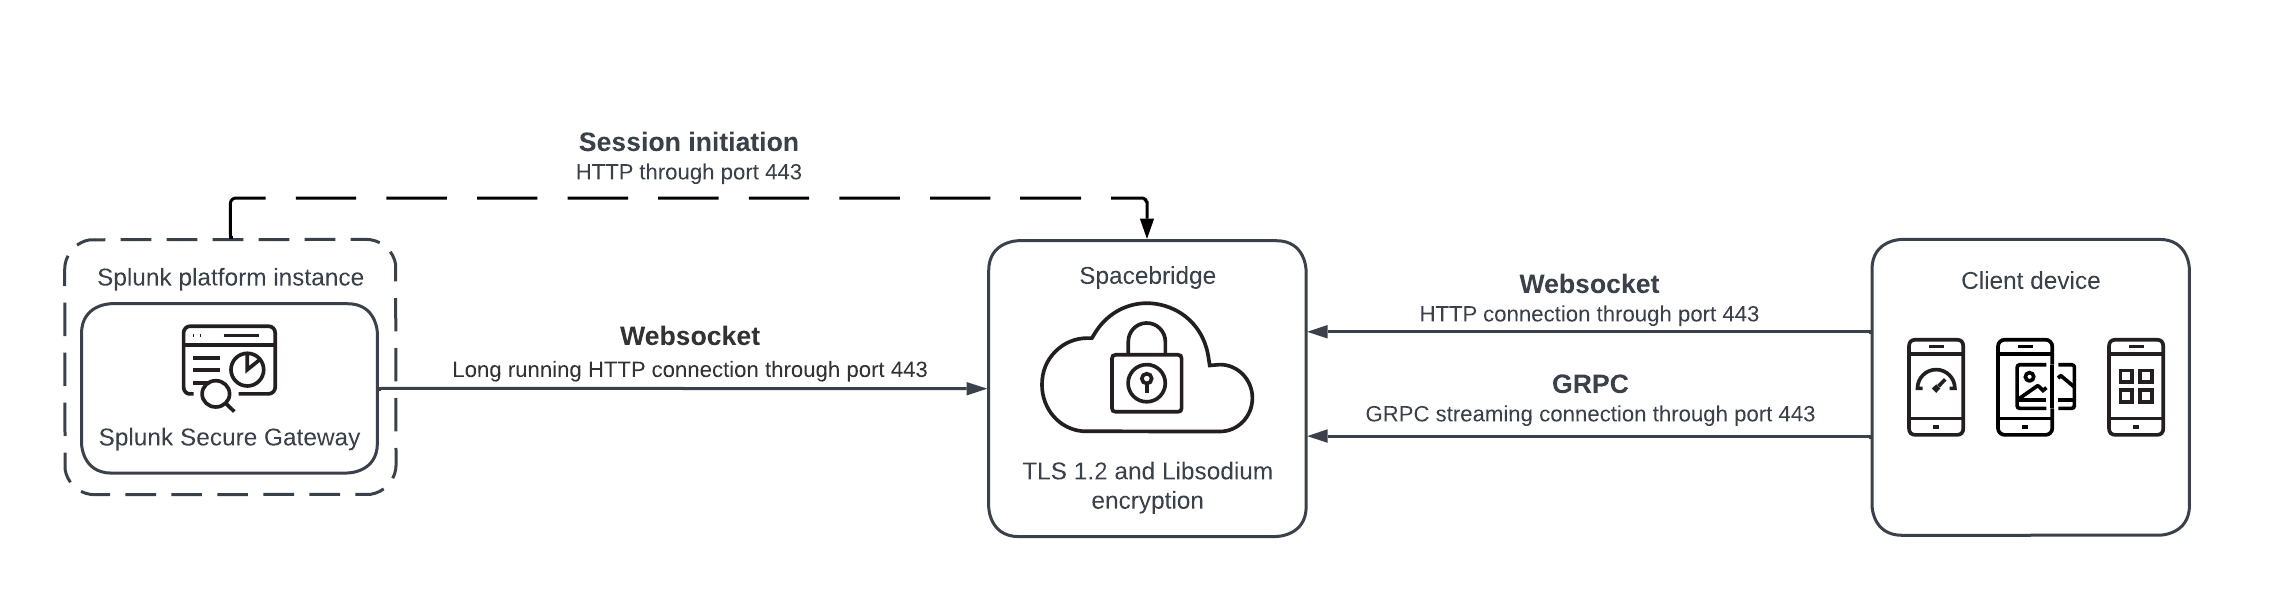 Session initiation
HTTP through port 443
Splunk platform instance
Splunk Secure Gateway
Websocket
Long running HTTP connection through port 443
Spacebridge
TLS 1.2 and Libsodium
encryption
Websocket
HTTP connection through port 443
GRPC
GRPC streaming connection through port 443
Client device